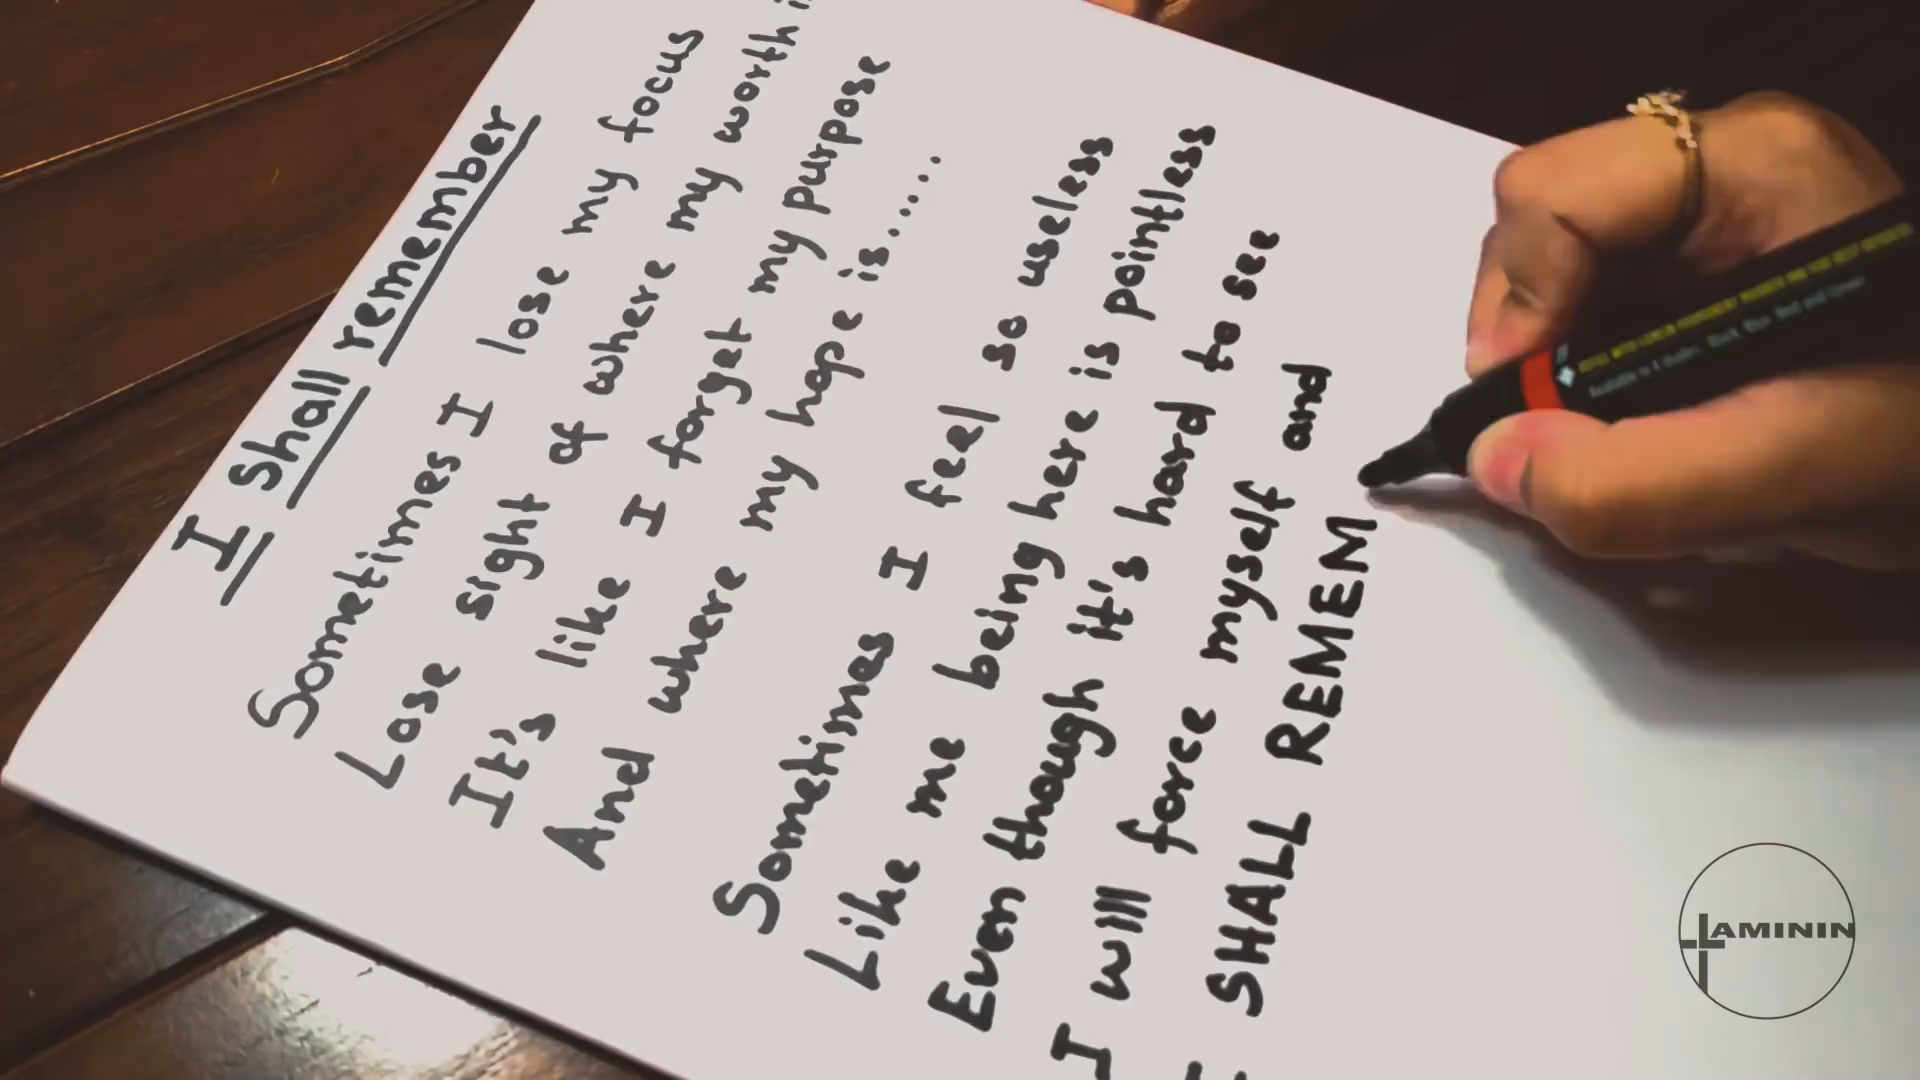 I shall remember
Sometimes I lose my focus
Lose sight of where my worth i
It's like I forget my purpose
And where my hope is.....
Sometimes I feel so useless
Like me being here is pointless
Even though it's hard to see
I will force myself and
I SHALL REMEM
LAMININ